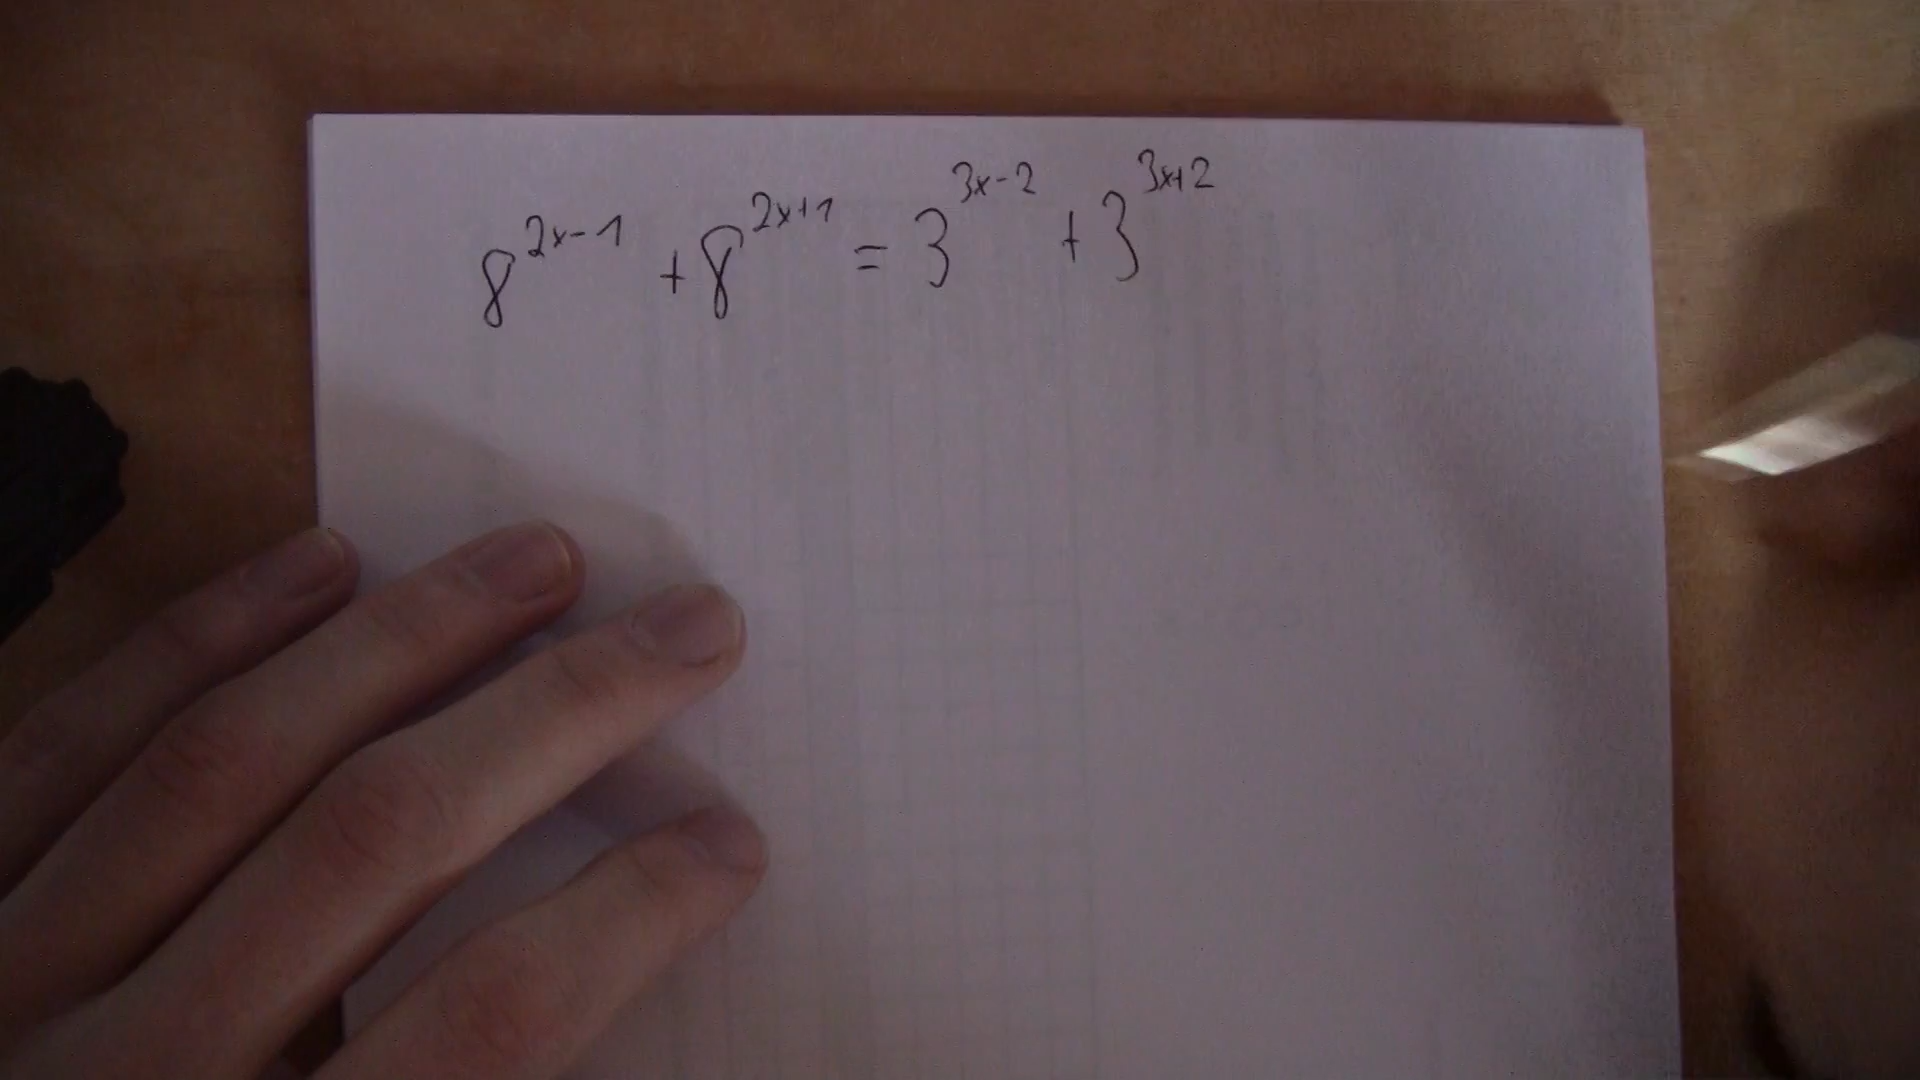 8^{2x-1} + 8^{2x+1} = 3^{3x-2} + 3^{3x+2}